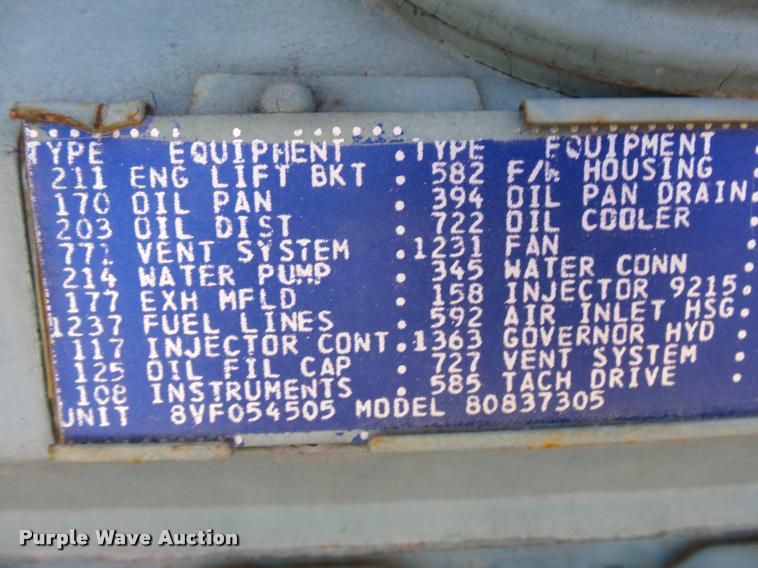 TYPE EQUIPMENT . TYPE EQUIPMENT .
211 ENG LIFT BKT . 582 F/W HOUSING .
170 OIL PAN . 394 OIL PAN DRAIN.
203 OIL DIST . 722 OIL COOLER .
771 VENT SYSTEM .1231 FAN .
214 WATER PUMP . 345 WATER CONN .
177 EXH MFLD . 158 INJECTOR 9215.
1237 FUEL LINES . 592 AIR INLET HSG.
117 INJECTOR CONT.1363 GOVERNOR HYD .
125 OIL FIL CAP . 727 VENT SYSTEM .
108 INSTRUMENTS . 585 TACH DRIVE .
UNIT 8VF054505 MODEL 80837305
Purple Wave Auction